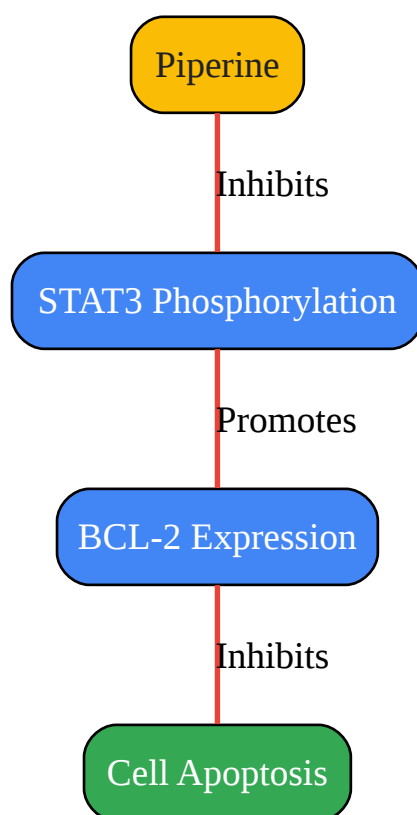 Piperine
Inhibits
STAT3 Phosphorylation
Promotes
BCL-2 Expression
Inhibits
Cell Apoptosis